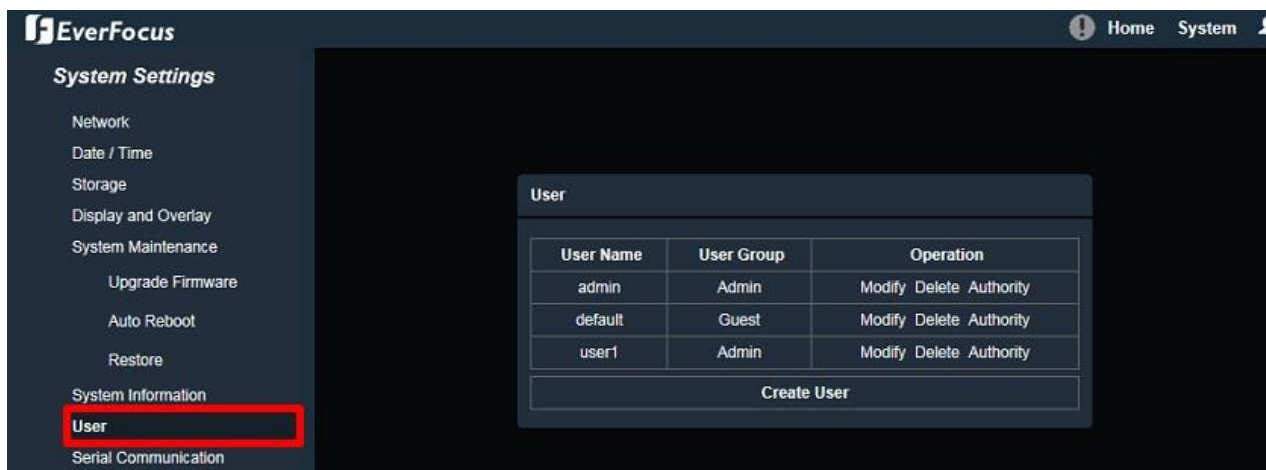 EverFocus
Home System
System Settings
Network
Date / Time
Storage
Display and Overlay
System Maintenance
Upgrade Firmware
Auto Reboot
Restore
System Information
User
Serial Communication
User
User Name User Group Operation
admin Admin Modify Delete Authority
default Guest Modify Delete Authority
user1 Admin Modify Delete Authority
Create User